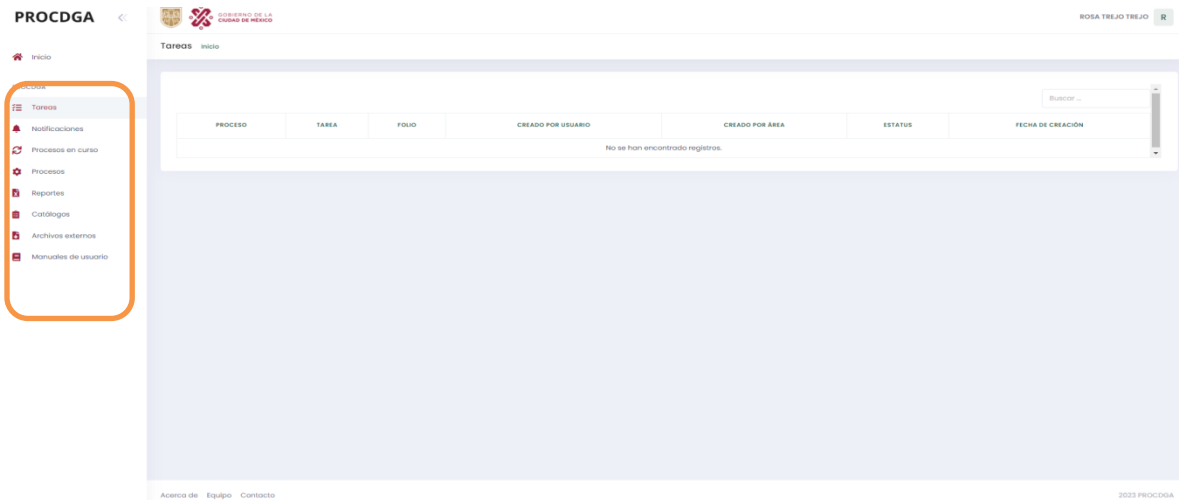 PROCDGA
GOBIERNO DE LA
CIUDAD DE MÉXICO
ROSA TREJO TREJO R
Tareas Inicio
Inicio
PROCDGA
Tareas
Notificaciones
Procesos en curso
Procesos
Reportes
Catálogos
Archivos externos
Manuales de usuario
Buscar ...
PROCESO TAREA FOLIO CREADO POR USUARIO CREADO POR ÁREA ESTATUS FECHA DE CREACIÓN
No se han encontrado registros.
Acerca de Equipo Contacto
2023 PROCDGA